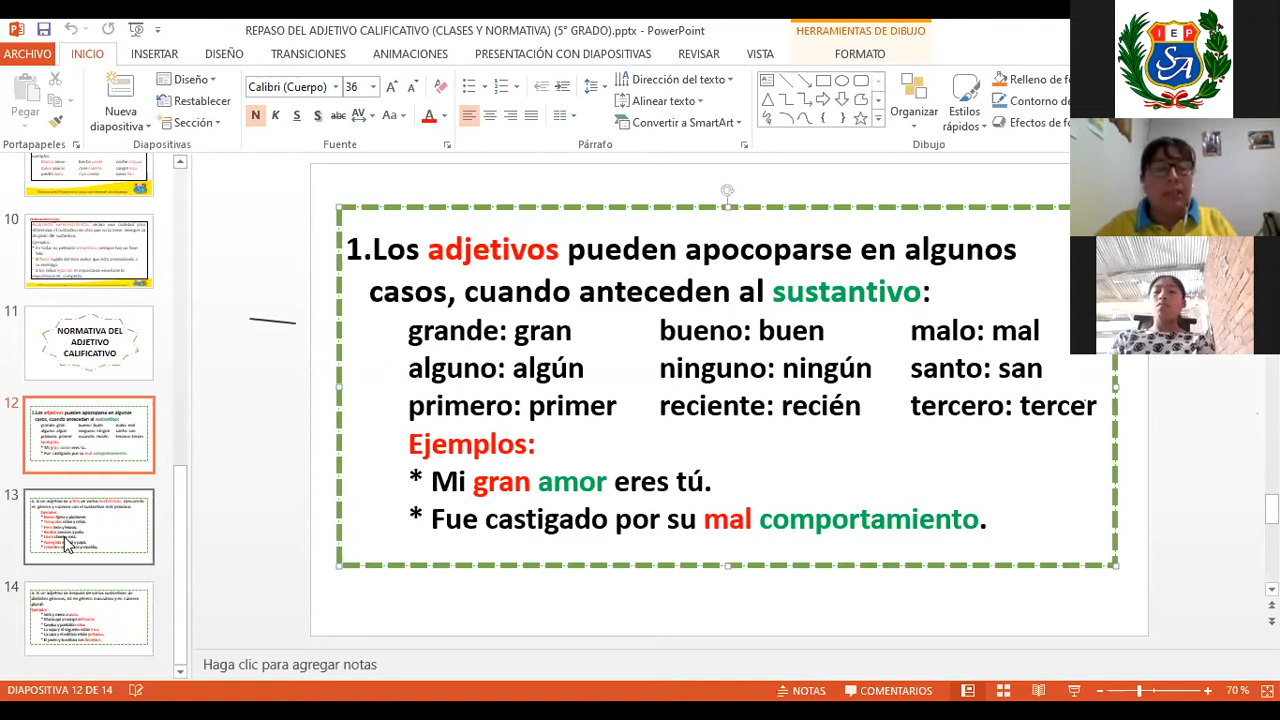 REPASO DEL ADJETIVO CALIFICATIVO (CLASES Y NORMATIVA) (5° GRADO).pptx - PowerPoint
HERRAMIENTAS DE DIBUJO
ARCHIVO INICIO INSERTAR DISEÑO TRANSICIONES ANIMACIONES PRESENTACIÓN CON DIAPOSITIVAS REVISAR VISTA FORMATO
Pegar
Nueva diapositiva
Diseño
Restablecer
Sección
Calibri (Cuerpo) 36
N K S S abc AV Aa A
Dirección del texto
Alinear texto
Convertir a SmartArt
Organizar
Estilos rápidos
Relleno de f
Contorno de
Efectos de fo
Portapapeles Diapositivas Fuente Párrafo Dibujo
I E P
S A
10
11
NORMATIVA DEL
ADJETIVO
CALIFICATIVO
12
13
14
1.Los adjetivos pueden apocoparse en algunos
casos, cuando anteceden al sustantivo:
grande: gran bueno: buen malo: mal
alguno: algún ninguno: ningún santo: san
primero: primer reciente: recién tercero: tercer
Ejemplos:
* Mi gran amor eres tú.
* Fue castigado por su mal comportamiento.
Haga clic para agregar notas
DIAPOSITIVA 12 DE 14 NOTAS COMENTARIOS 70 %